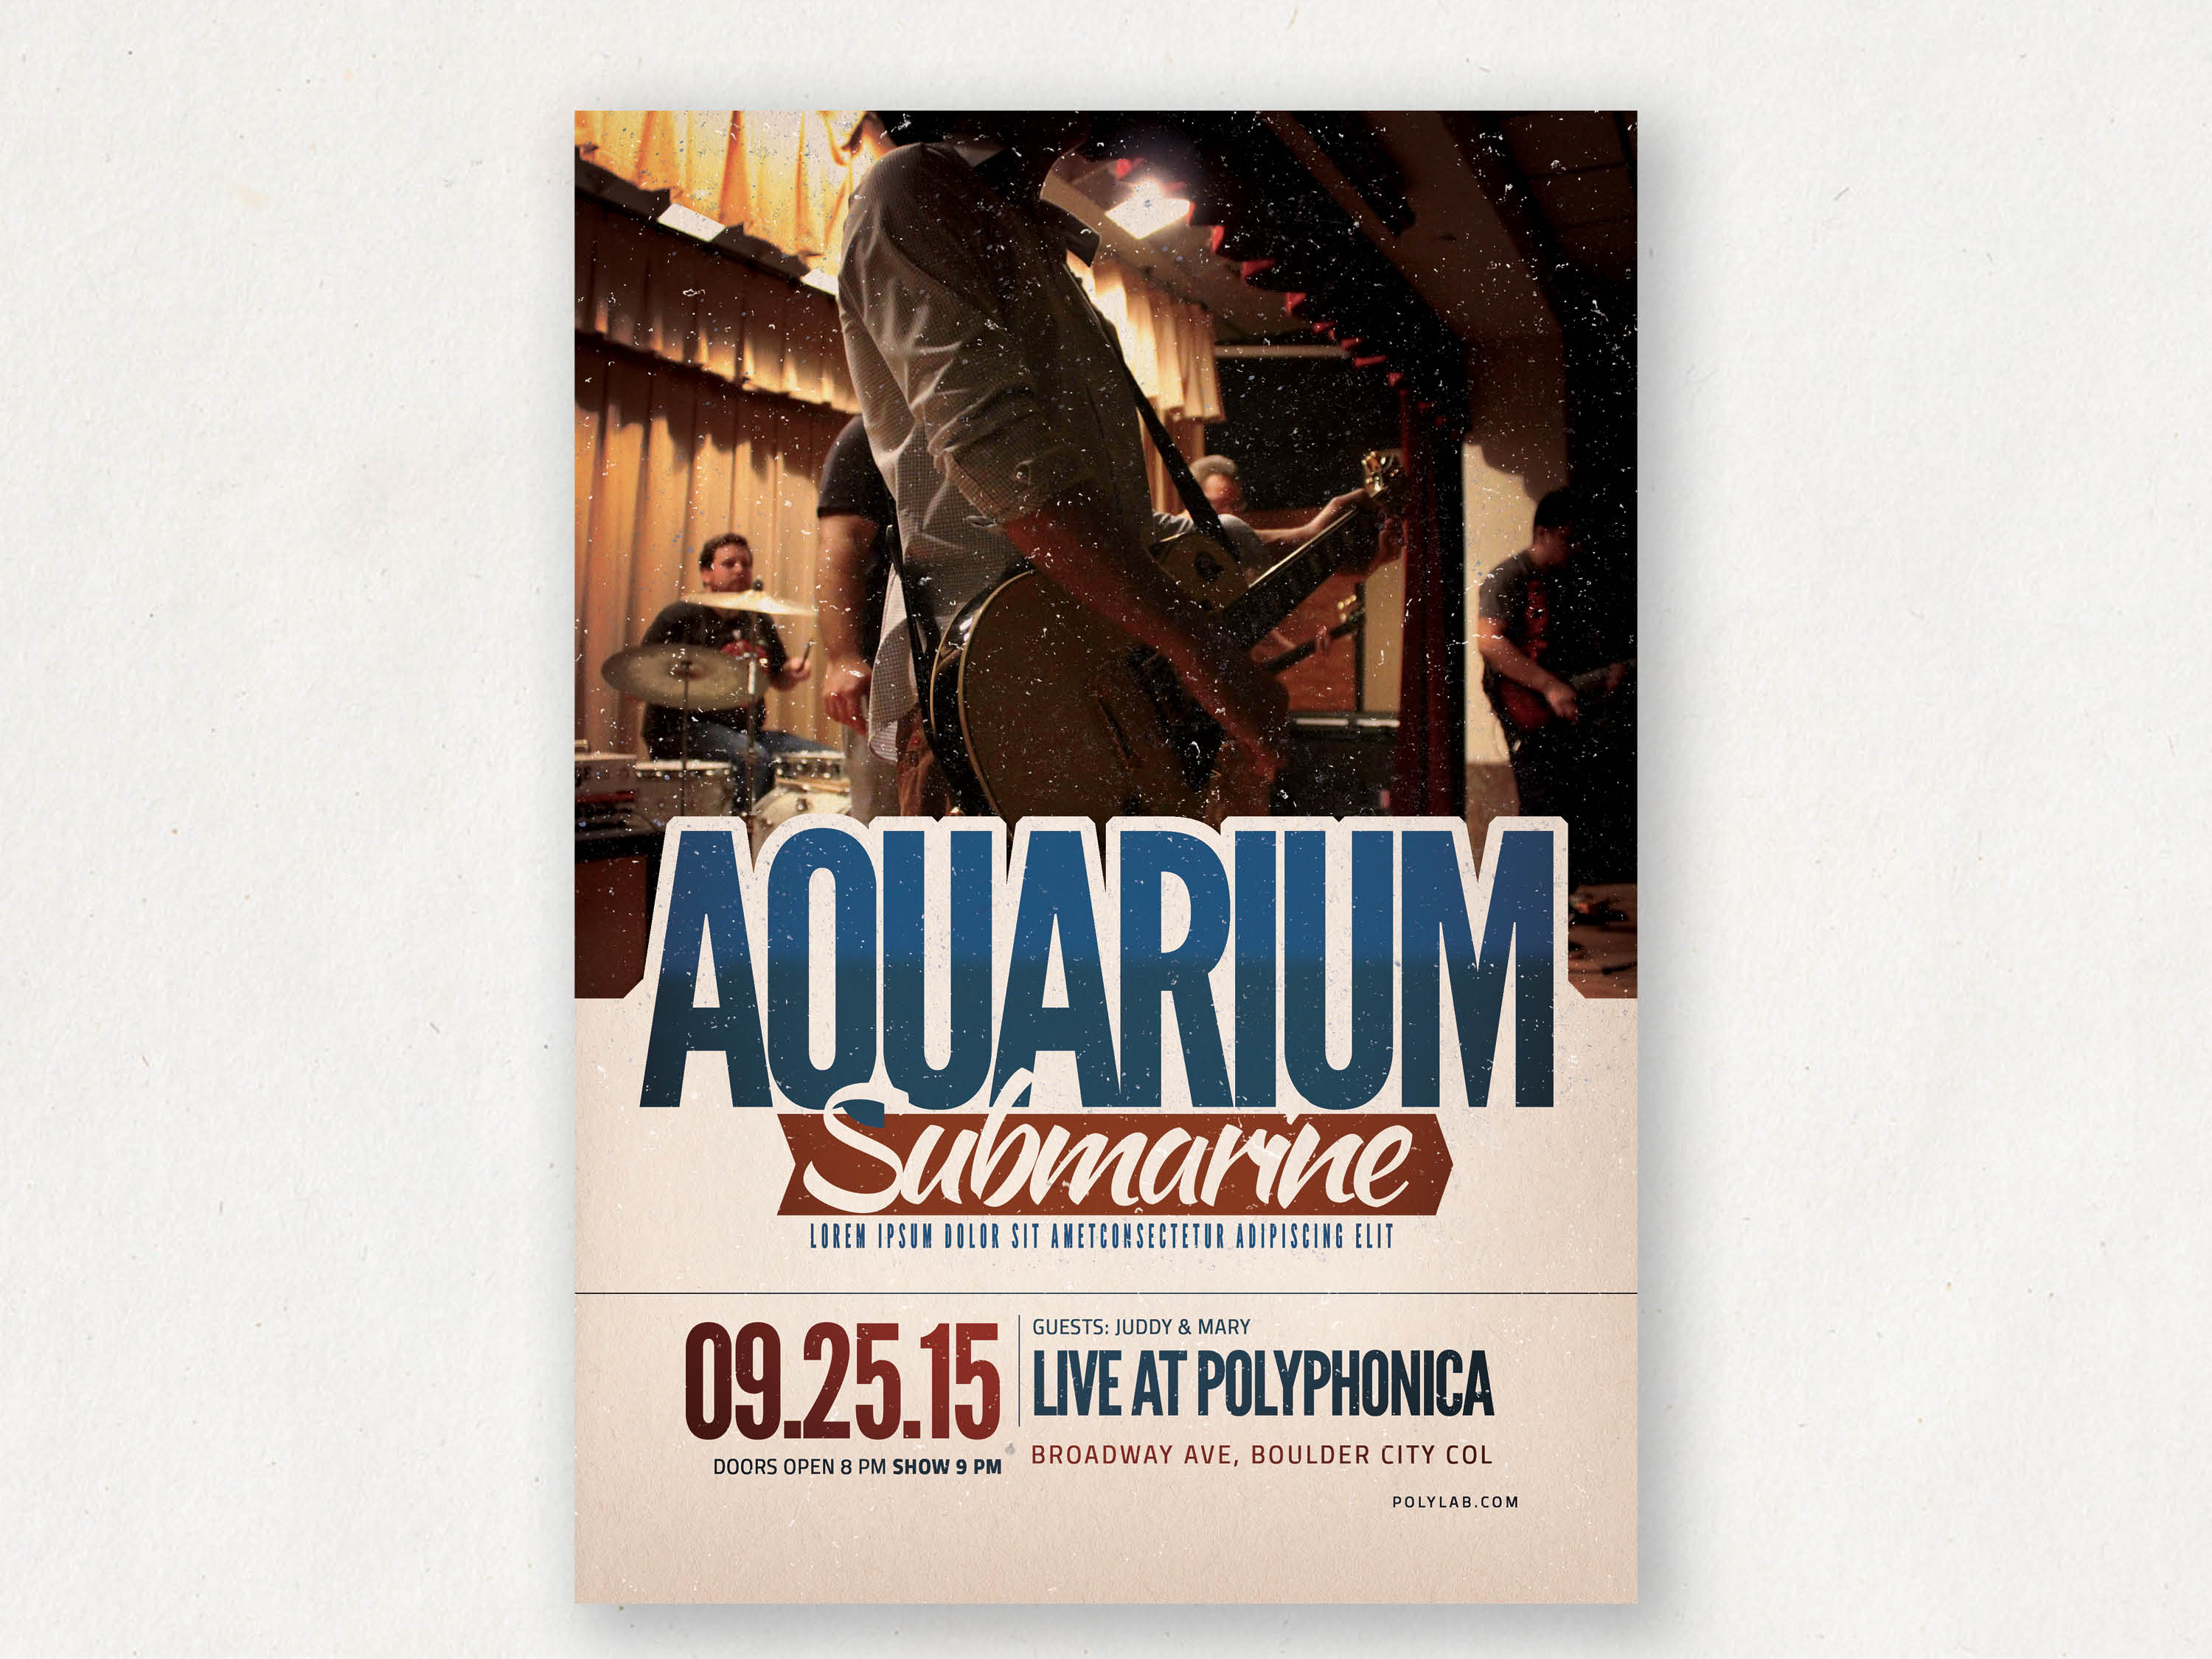 AQUARIUM
Submarine
LOREM IPSUM DOLOR SIT AMETCONSECTETUR ADIPISCING ELIT
09.25.15
DOORS OPEN 8 PM SHOW 9 PM
GUESTS: JUDDY & MARY
LIVE AT POLYPHONICA
BROADWAY AVE, BOULDER CITY COL
POLYLAB.COM